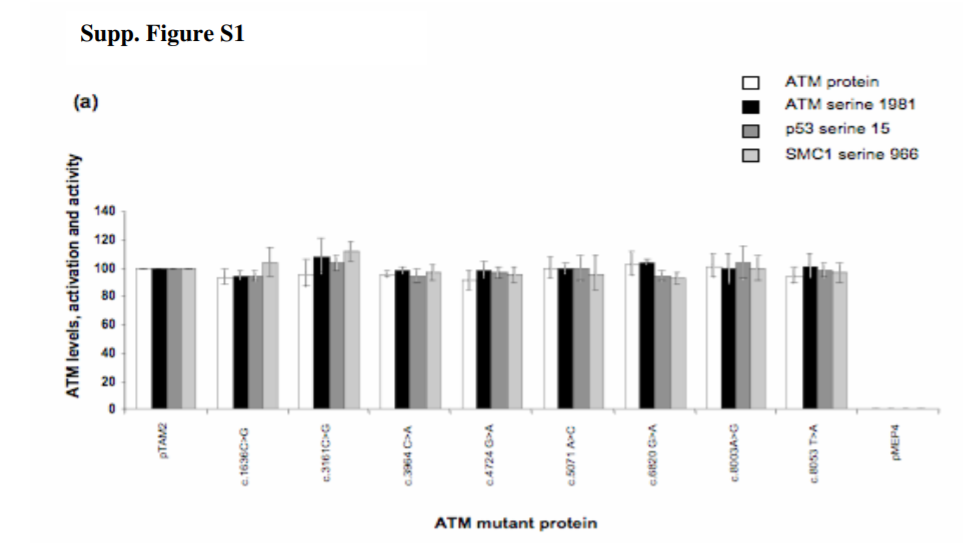 Supp. Figure S1
(a)
ATM protein
ATM serine 1981
p53 serine 15
SMC1 serine 966
ATM levels, activation and activity
140
120
100
80
60
40
20
0
pTAM2
c.1636C>G
c.3161C>G
c.3964 C>A
c.4724 G>A
c.5071 A>C
c.6820 G>A
c.8003A>G
c.8053 T>A
pMEP4
ATM mutant protein